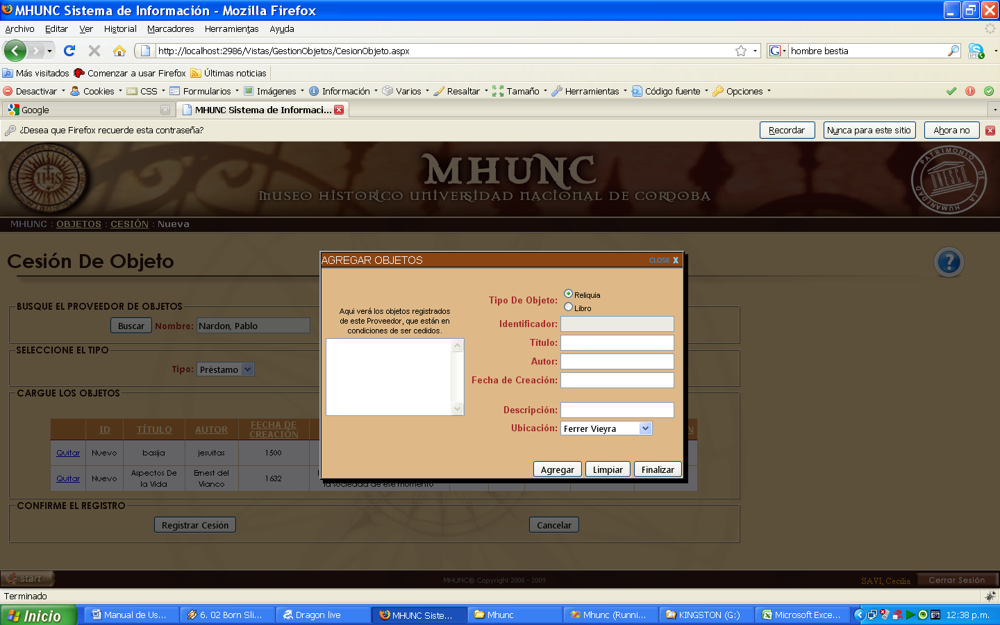 MHUNC Sistema de Información - Mozilla Firefox
Archivo Editar Ver Historial Marcadores Herramientas Ayuda
http://localhost:2986/Vistas/GestionObjetos/CesionObjeto.aspx
hombre bestia
Más visitados Comenzar a usar Firefox Últimas noticias
Desactivar Cookies CSS Formularios Imágenes Información Varios Resaltar Tamaño Herramientas Código fuente Opciones
Google MHUNC Sistema de Informaci...
¿Desea que Firefox recuerde esta contraseña? Recordar Nunca para este sitio Ahora no
MHUNC
MUSEO HISTORICO UNIVERSIDAD NACIONAL DE CORDOBA
IHS
PATRIMONIO DE LA HUMANIDAD
UNESCO
MHUNC : OBJETOS : CESIÓN : Nueva
Cesión De Objeto
BUSQUE EL PROVEEDOR DE OBJETOS
Buscar Nombre: Nardon, Pablo
SELECCIONE EL TIPO
Tipo: Préstamo
CARGUE LOS OBJETOS
ID TÍTULO AUTOR FECHA DE CREACIÓN
Quitar Nuevo basija jesuitas 1500
Quitar Nuevo Aspectos De la Vida Ernest del Vianco 1632
la sociedad de ese momento
CONFIRME EL REGISTRO
Registrar Cesión Cancelar
AGREGAR OBJETOS CLOSE X
Aqui verá los objetos registrados
de este Proveedor, que están en
condiciones de ser cedidos.
Tipo De Objeto: Reliquia
Libro
Identificador:
Título:
Autor:
Fecha de Creación:
Descripción:
Ubicación: Ferrer Vieyra
Agregar Limpiar Finalizar
start MHUNC® Copyright 2008 - 2009 SAVI, Cecilia Cerrar Sesión
Terminado
Inicio Manual de Us... 6. 02 Born Sli... Dragon live MHUNC Siste... Mhunc Mhunc (Runni... KINGSTON (G:) Microsoft Exce... 12:38 p.m.